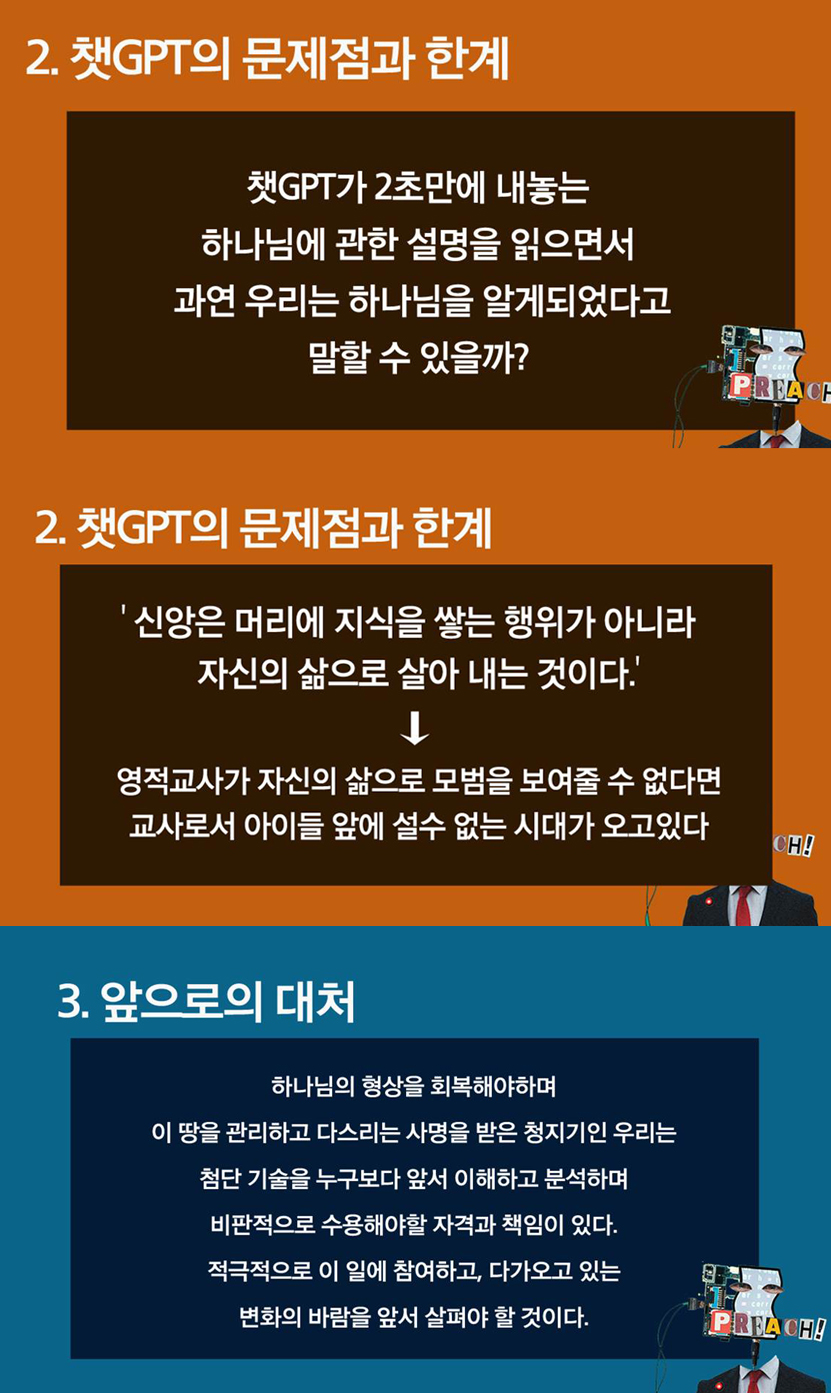 2. 챗GPT의 문제점과 한계
챗GPT가 2초만에 내놓는
하나님에 관한 설명을 읽으면서
과연 우리는 하나님을 알게되었다고
말할 수 있을까?
PREACH
2. 챗GPT의 문제점과 한계
' 신앙은 머리에 지식을 쌓는 행위가 아니라
자신의 삶으로 살아 내는 것이다.'
영적교사가 자신의 삶으로 모범을 보여줄 수 없다면
교사로서 아이들 앞에 설수 없는 시대가 오고있다
CH!
3. 앞으로의 대처
하나님의 형상을 회복해야하며
이 땅을 관리하고 다스리는 사명을 받은 청지기인 우리는
첨단 기술을 누구보다 앞서 이해하고 분석하며
비판적으로 수용해야할 자격과 책임이 있다.
적극적으로 이 일에 참여하고, 다가오고 있는
변화의 바람을 앞서 살펴야 할 것이다.
PREACH!